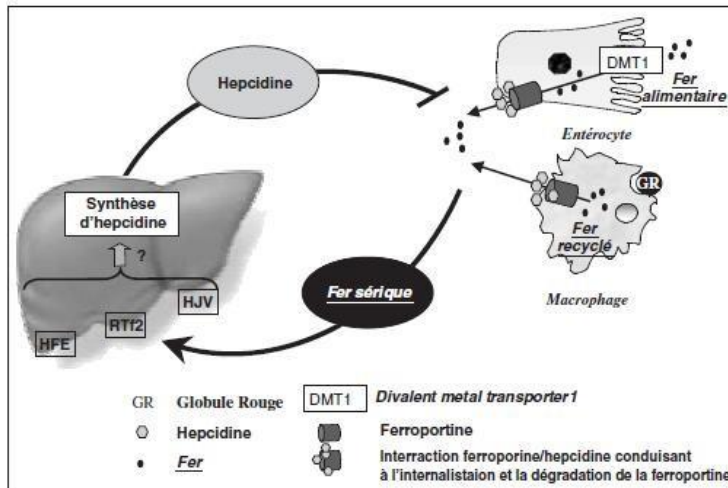 Hepcidine
DMT1
Fer
alimentaire
Entérocyte
GR
Fer
recyclé
Macrophage
Synthèse
d'hepcidine
?
HJV
RTf2
HFE
Fer sérique
GR Globule Rouge
DMT1 Divalent metal transporter1
Hepcidine
Ferroportine
Fer
Interraction ferroporine/hepcidine conduisant
à l'internalistaion et la dégradation de la ferroportine